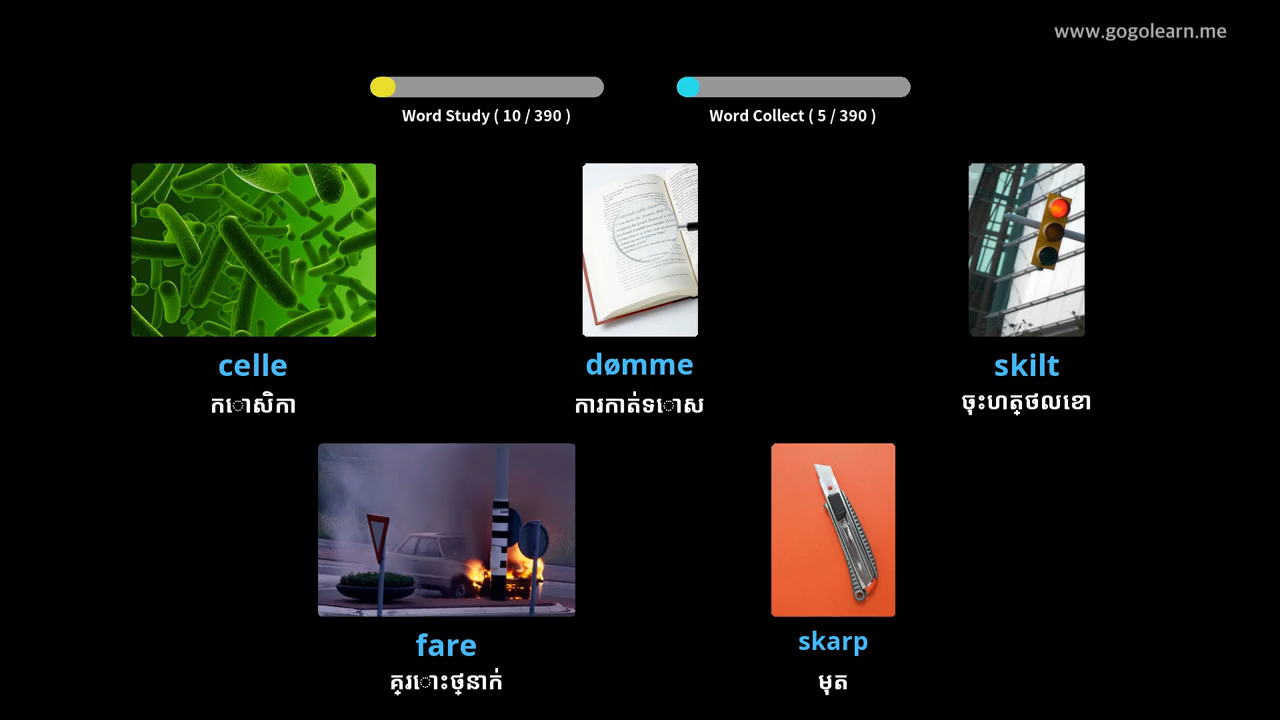 www.gogolearn.me
Word Study ( 10 / 390 )
Word Collect ( 5 / 390 )
celle
dømme
skilt
កោសិកា
ការកាត់ទោស
ចុះហត្ថលេខា
fare
skarp
គ្រោះថ្នាក់
មុត